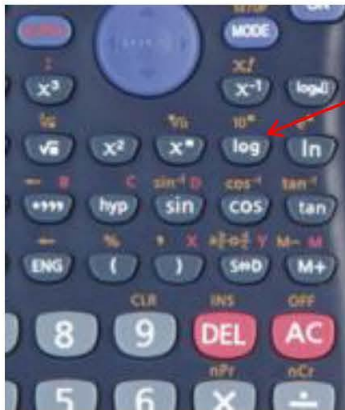 MODE
x! 
x³ x⁻¹ log
10ˣ
√ x² xⁿ log ln
B C sin⁻¹ D cos⁻¹ tan⁻¹
hyp sin cos tan
% , X Y M− M
ENG ( ) S⇔D M+
CLR INS OFF
8 9 DEL AC
nPr nCr
5 6 × ÷